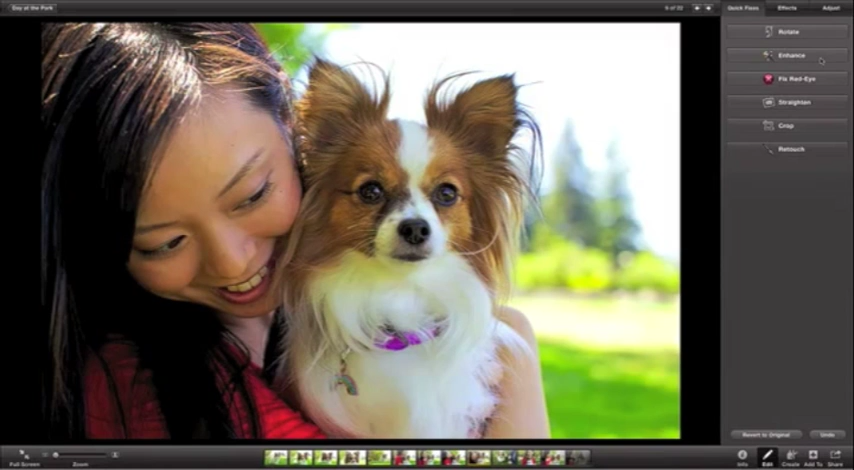 Day at the Park
9 of 22
Quick Fixes Effects Adjust
Rotate
Enhance
Fix Red-Eye
Straighten
Crop
Retouch
Revert to Original Undo
Full Screen Zoom Info Edit Create Add To Share